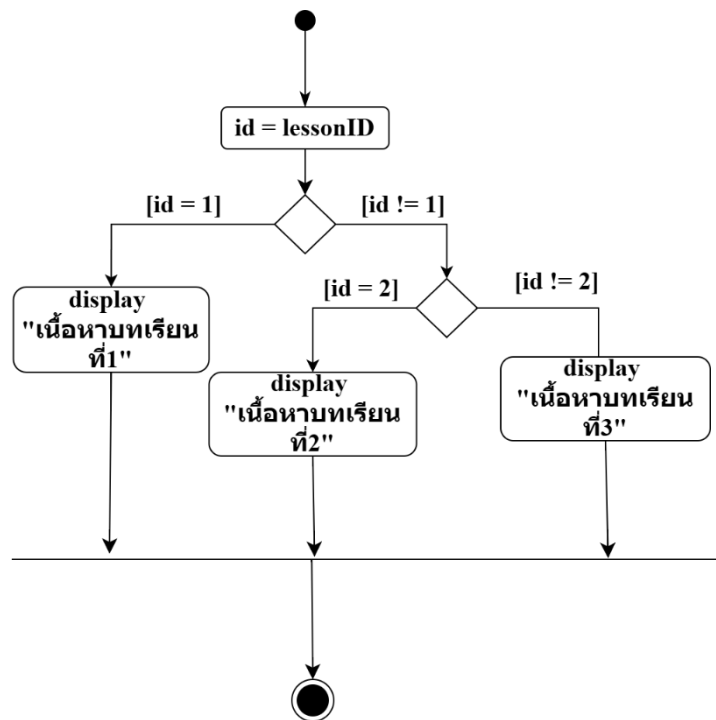 id = lessonID
[id = 1]
[id != 1]
display
"เนื้อหาบทเรียน
ที่1"
[id = 2]
[id != 2]
display
"เนื้อหาบทเรียน
ที่2"
display
"เนื้อหาบทเรียน
ที่3"